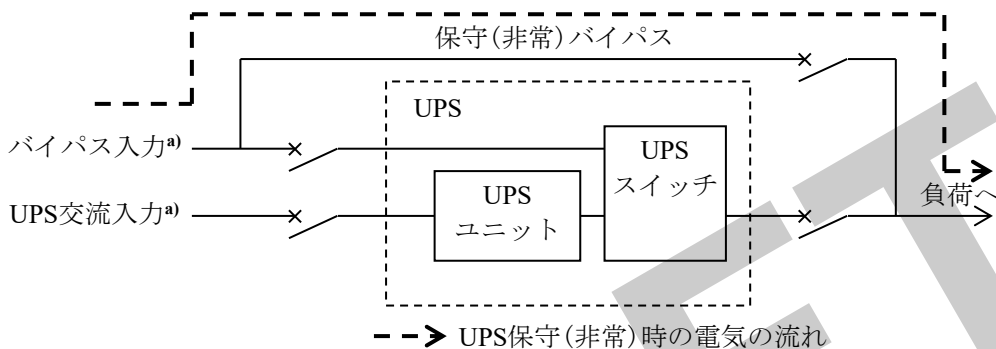 保守(非常)バイパス
UPS
バイパス入力a)
UPS
スイッチ
UPS
ユニット
UPS交流入力a)
負荷へ
UPS保守(非常)時の電気の流れ